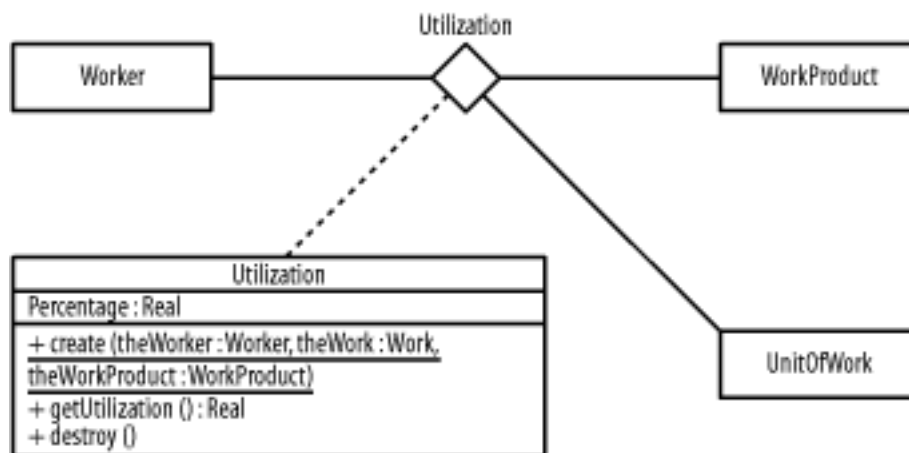 Utilization
Worker
WorkProduct
Utilization
Percentage : Real
+ create (theWorker : Worker, theWork : Work,
theWorkProduct : WorkProduct)
+ getUtilization () : Real
+ destroy ()
UnitOfWork